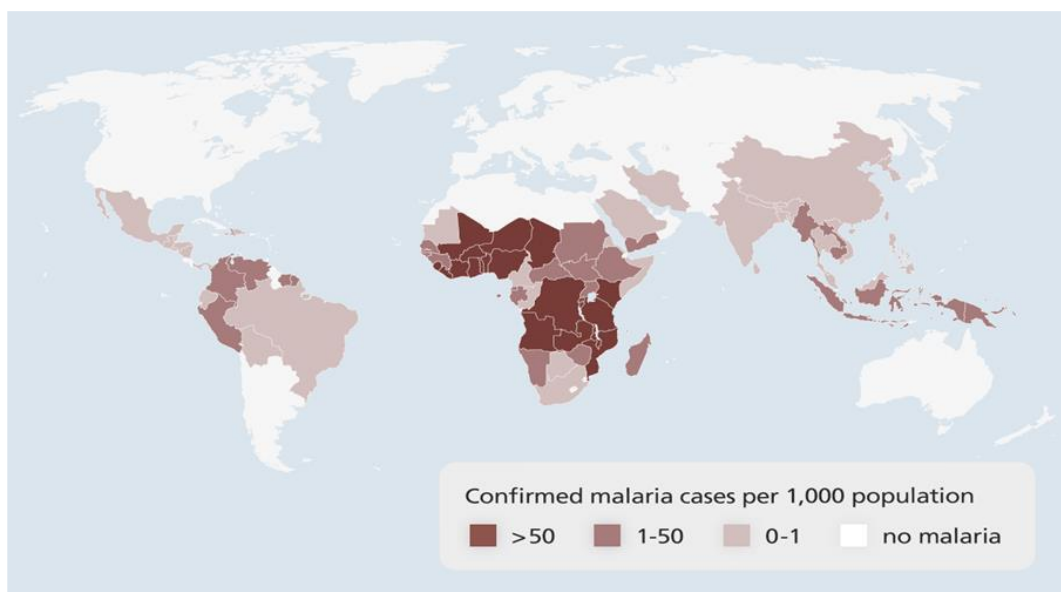 Confirmed malaria cases per 1,000 population
>50 1-50 0-1 no malaria